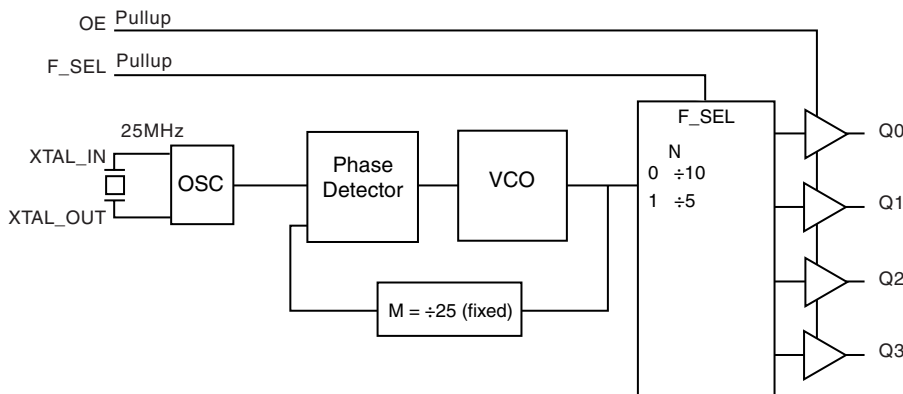 OE Pullup
F_SEL Pullup
25MHz
XTAL_IN
XTAL_OUT
OSC
Phase
Detector
VCO
M = ÷25 (fixed)
F_SEL
N
0 ÷10
1 ÷5
Q0
Q1
Q2
Q3